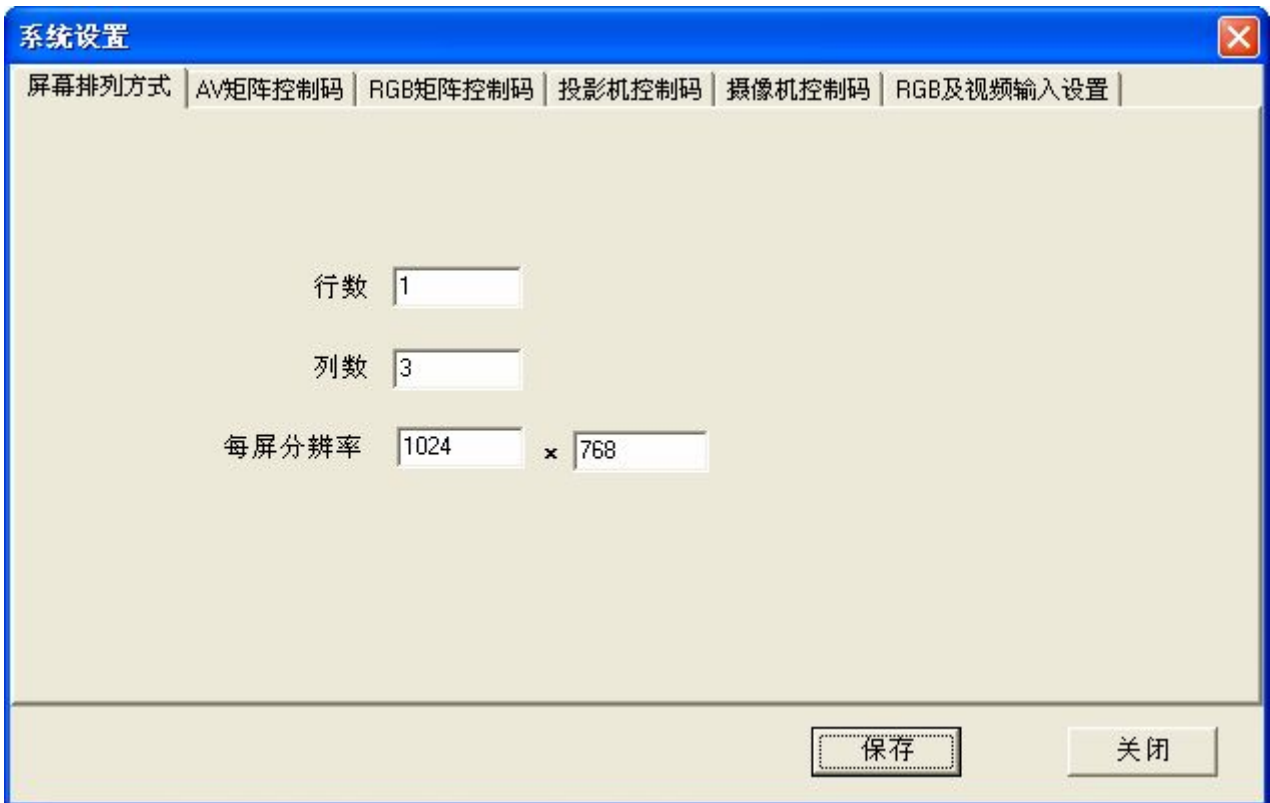 系统设置
屏幕排列方式 AV矩阵控制码 RGB矩阵控制码 投影机控制码 摄像机控制码 RGB及视频输入设置
行数 1
列数 3
每屏分辨率 1024 × 768
保存 关闭